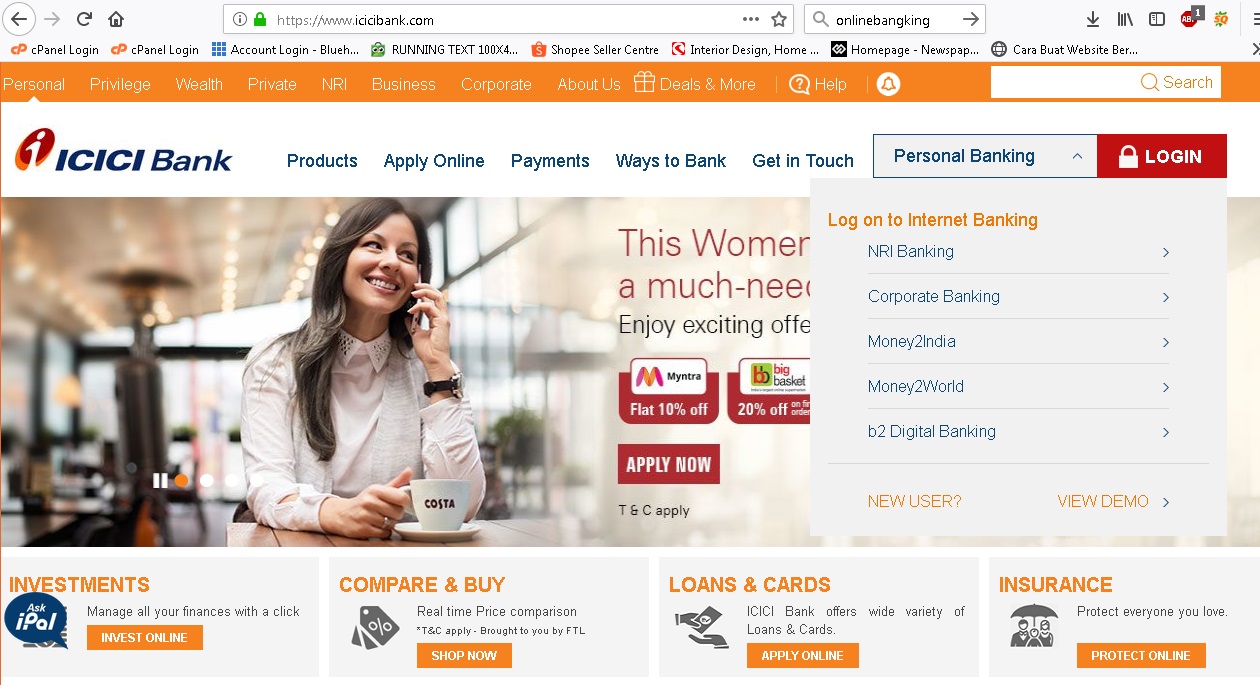 https://www.icicibank.com
onlinebangking
ABP 1
cPanel Login
cPanel Login
Account Login - Blueh...
RUNNING TEXT 100X4...
Shopee Seller Centre
Interior Design, Home ...
Homepage - Newspap...
Cara Buat Website Ber...
Personal
Privilege
Wealth
Private
NRI
Business
Corporate
About Us
Deals & More
Help
Search
ICICI Bank
Products
Apply Online
Payments
Ways to Bank
Get in Touch
Personal Banking
LOGIN
Log on to Internet Banking
NRI Banking
Corporate Banking
Money2India
Money2World
b2 Digital Banking
NEW USER?
VIEW DEMO
This Women
a much-need
Enjoy exciting offe
Myntra
Flat 10% off
big
basket
20% off
APPLY NOW
T & C apply
COSTA
INVESTMENTS
Manage all your finances with a click
INVEST ONLINE
Ask
iPal
COMPARE & BUY
Real time Price comparison
*T&C apply - Brought to you by FTL
SHOP NOW
LOANS & CARDS
ICICI Bank offers wide variety of
Loans & Cards.
APPLY ONLINE
INSURANCE
Protect everyone you love.
PROTECT ONLINE